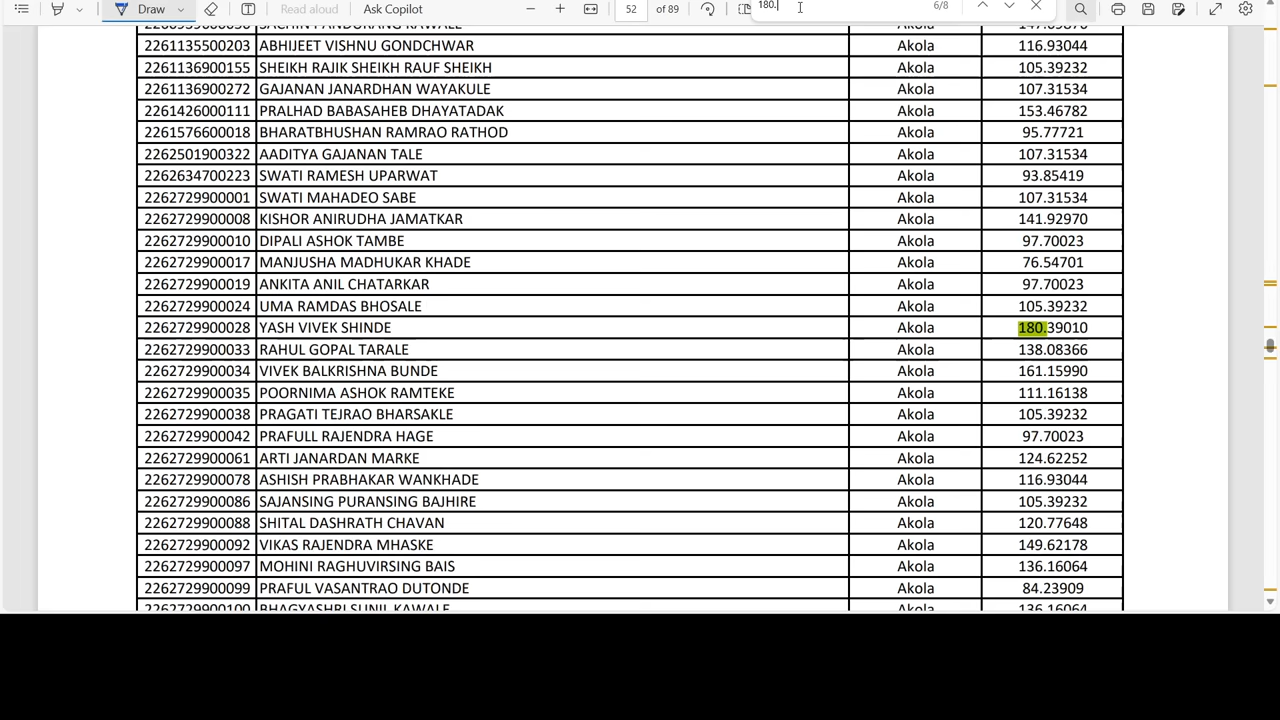 Draw Read aloud Ask Copilot 52 of 89 180. 6/8
2261135500203 ABHIJEET VISHNU GONDCHWAR Akola 116.93044
2261136900155 SHEIKH RAJIK SHEIKH RAUF SHEIKH Akola 105.39232
2261136900272 GAJANAN JANARDHAN WAYAKULE Akola 107.31534
2261426000111 PRALHAD BABASAHEB DHAYATADAK Akola 153.46782
2261576600018 BHARATBHUSHAN RAMRAO RATHOD Akola 95.77721
2262501900322 AADITYA GAJANAN TALE Akola 107.31534
2262634700223 SWATI RAMESH UPARWAT Akola 93.85419
2262729900001 SWATI MAHADEO SABE Akola 107.31534
2262729900008 KISHOR ANIRUDHA JAMATKAR Akola 141.92970
2262729900010 DIPALI ASHOK TAMBE Akola 97.70023
2262729900017 MANJUSHA MADHUKAR KHADE Akola 76.54701
2262729900019 ANKITA ANIL CHATARKAR Akola 97.70023
2262729900024 UMA RAMDAS BHOSALE Akola 105.39232
2262729900028 YASH VIVEK SHINDE Akola 180.39010
2262729900033 RAHUL GOPAL TARALE Akola 138.08366
2262729900034 VIVEK BALKRISHNA BUNDE Akola 161.15990
2262729900035 POORNIMA ASHOK RAMTEKE Akola 111.16138
2262729900038 PRAGATI TEJRAO BHARSAKLE Akola 105.39232
2262729900042 PRAFULL RAJENDRA HAGE Akola 97.70023
2262729900061 ARTI JANARDAN MARKE Akola 124.62252
2262729900078 ASHISH PRABHAKAR WANKHADE Akola 116.93044
2262729900086 SAJANSING PURANSING BAJHIRE Akola 105.39232
2262729900088 SHITAL DASHRATH CHAVAN Akola 120.77648
2262729900092 VIKAS RAJENDRA MHASKE Akola 149.62178
2262729900097 MOHINI RAGHUVIRSING BAIS Akola 136.16064
2262729900099 PRAFUL VASANTRAO DUTONDE Akola 84.23909
2262729900100 BHAGYASHRI SUNIL KAWALE Akola 136.16064